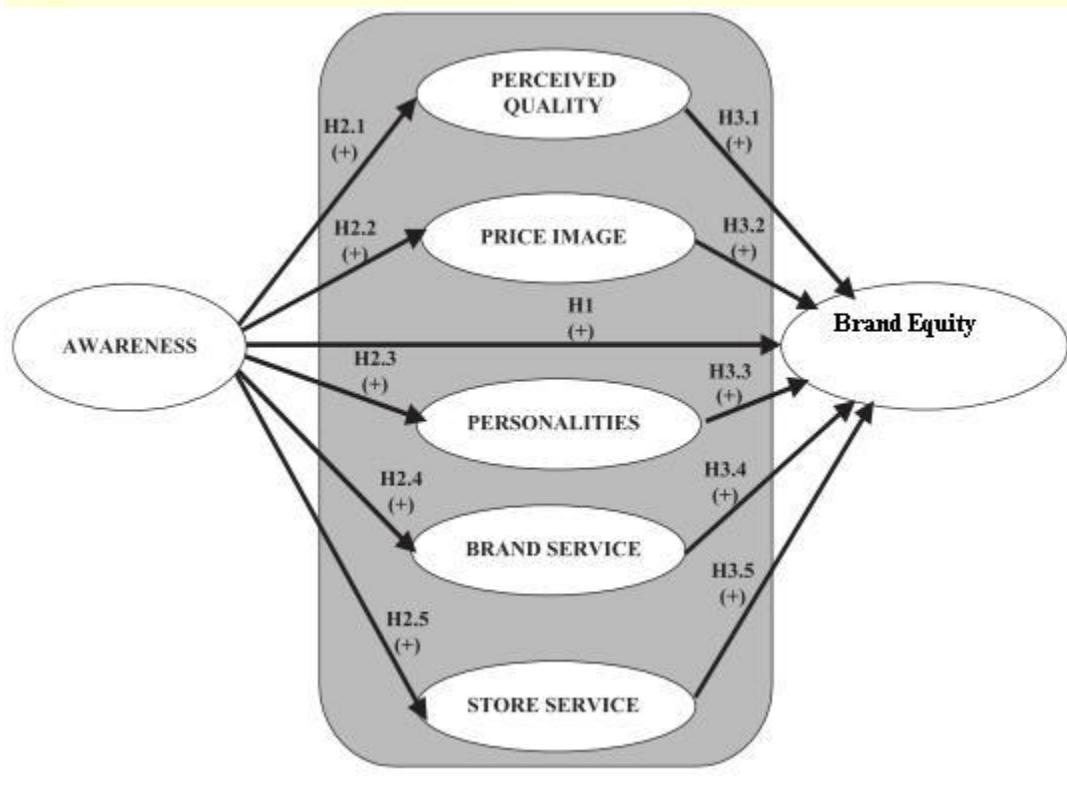 PERCEIVED
QUALITY
H2.1
(+)
H3.1
(+)
PRICE IMAGE
H2.2
(+)
H3.2
(+)
AWARENESS
H1
(+)
Brand Equity
H2.3
(+)
H3.3
(+)
PERSONALITIES
H2.4
(+)
H3.4
(+)
BRAND SERVICE
H2.5
(+)
H3.5
(+)
STORE SERVICE